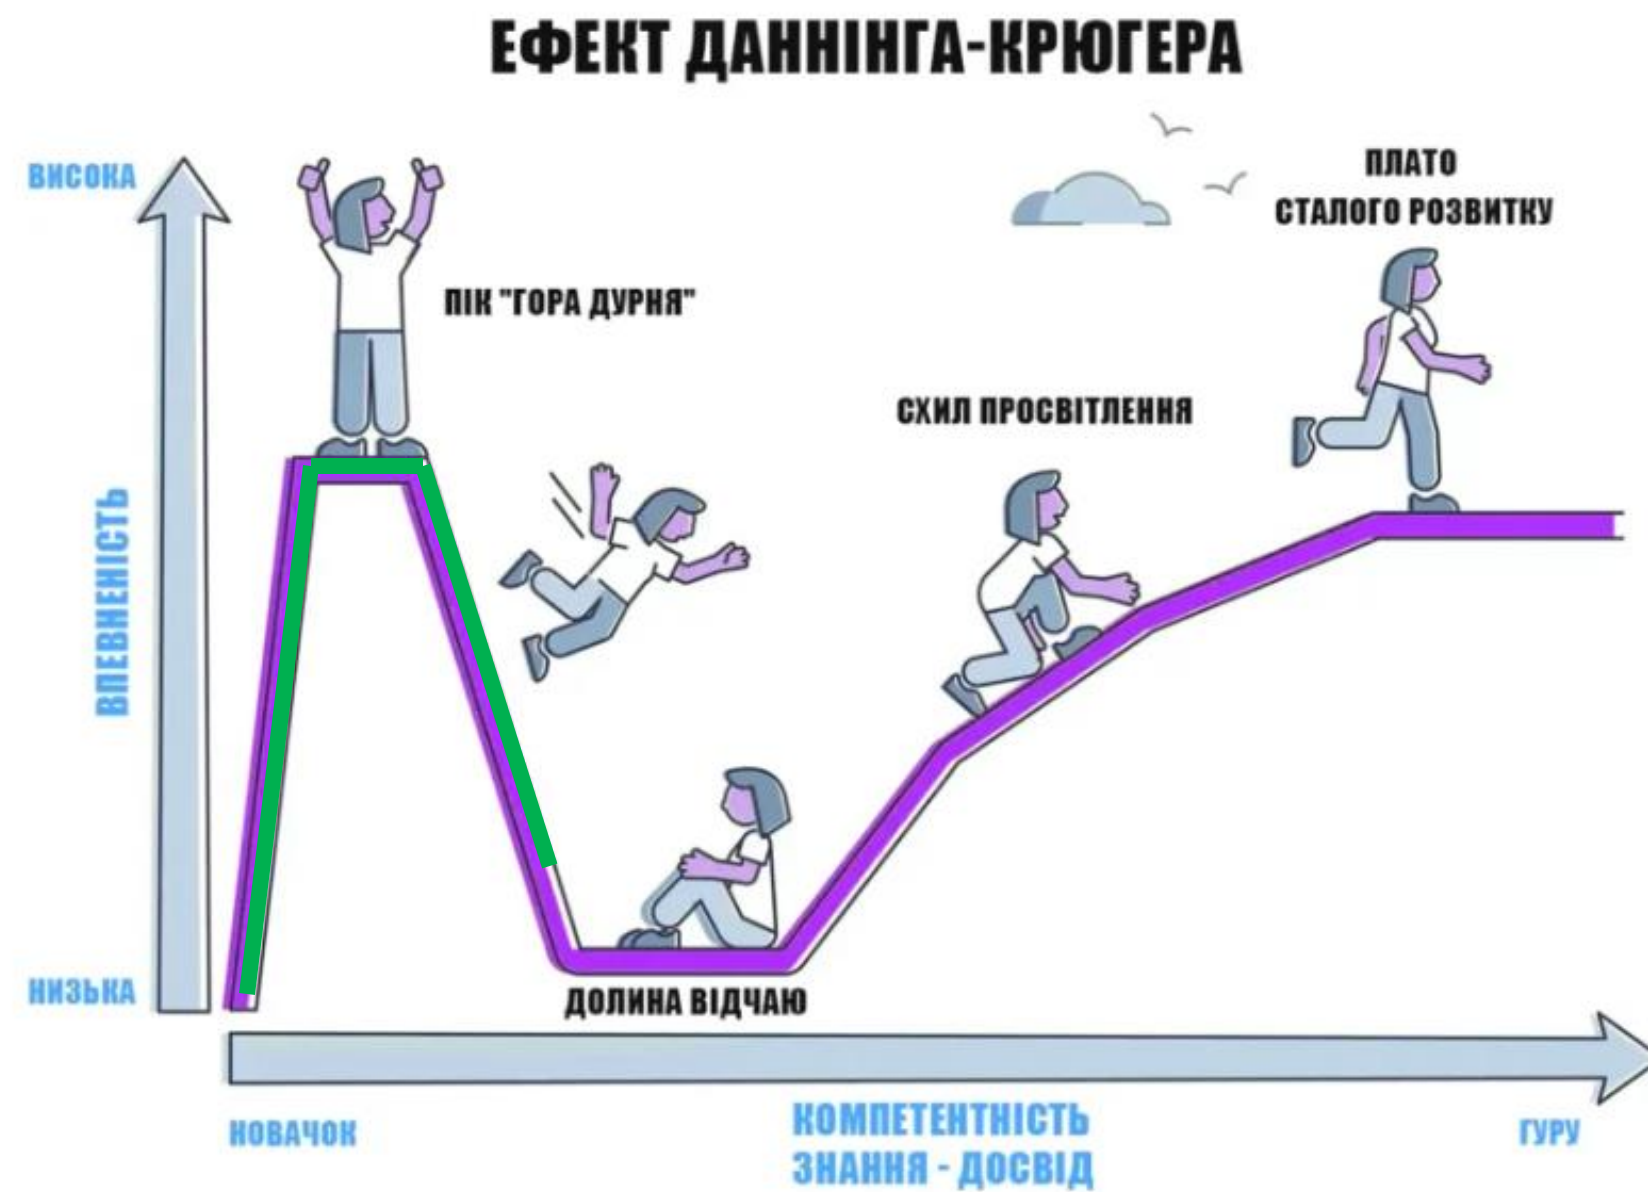 ЕФЕКТ ДАННІНГА-КРЮГЕРА
ВИСОКА
ПІК "ГОРА ДУРНЯ"
ПЛАТО
СТАЛОГО РОЗВИТКУ
СХИЛ ПРОСВІТЛЕННЯ
ВПЕВНЕНІСТЬ
НИЗЬКА
ДОЛИНА ВІДЧАЮ
НОВАЧОК
КОМПЕТЕНТНІСТЬ
ЗНАННЯ - ДОСВІД
ГУРУ